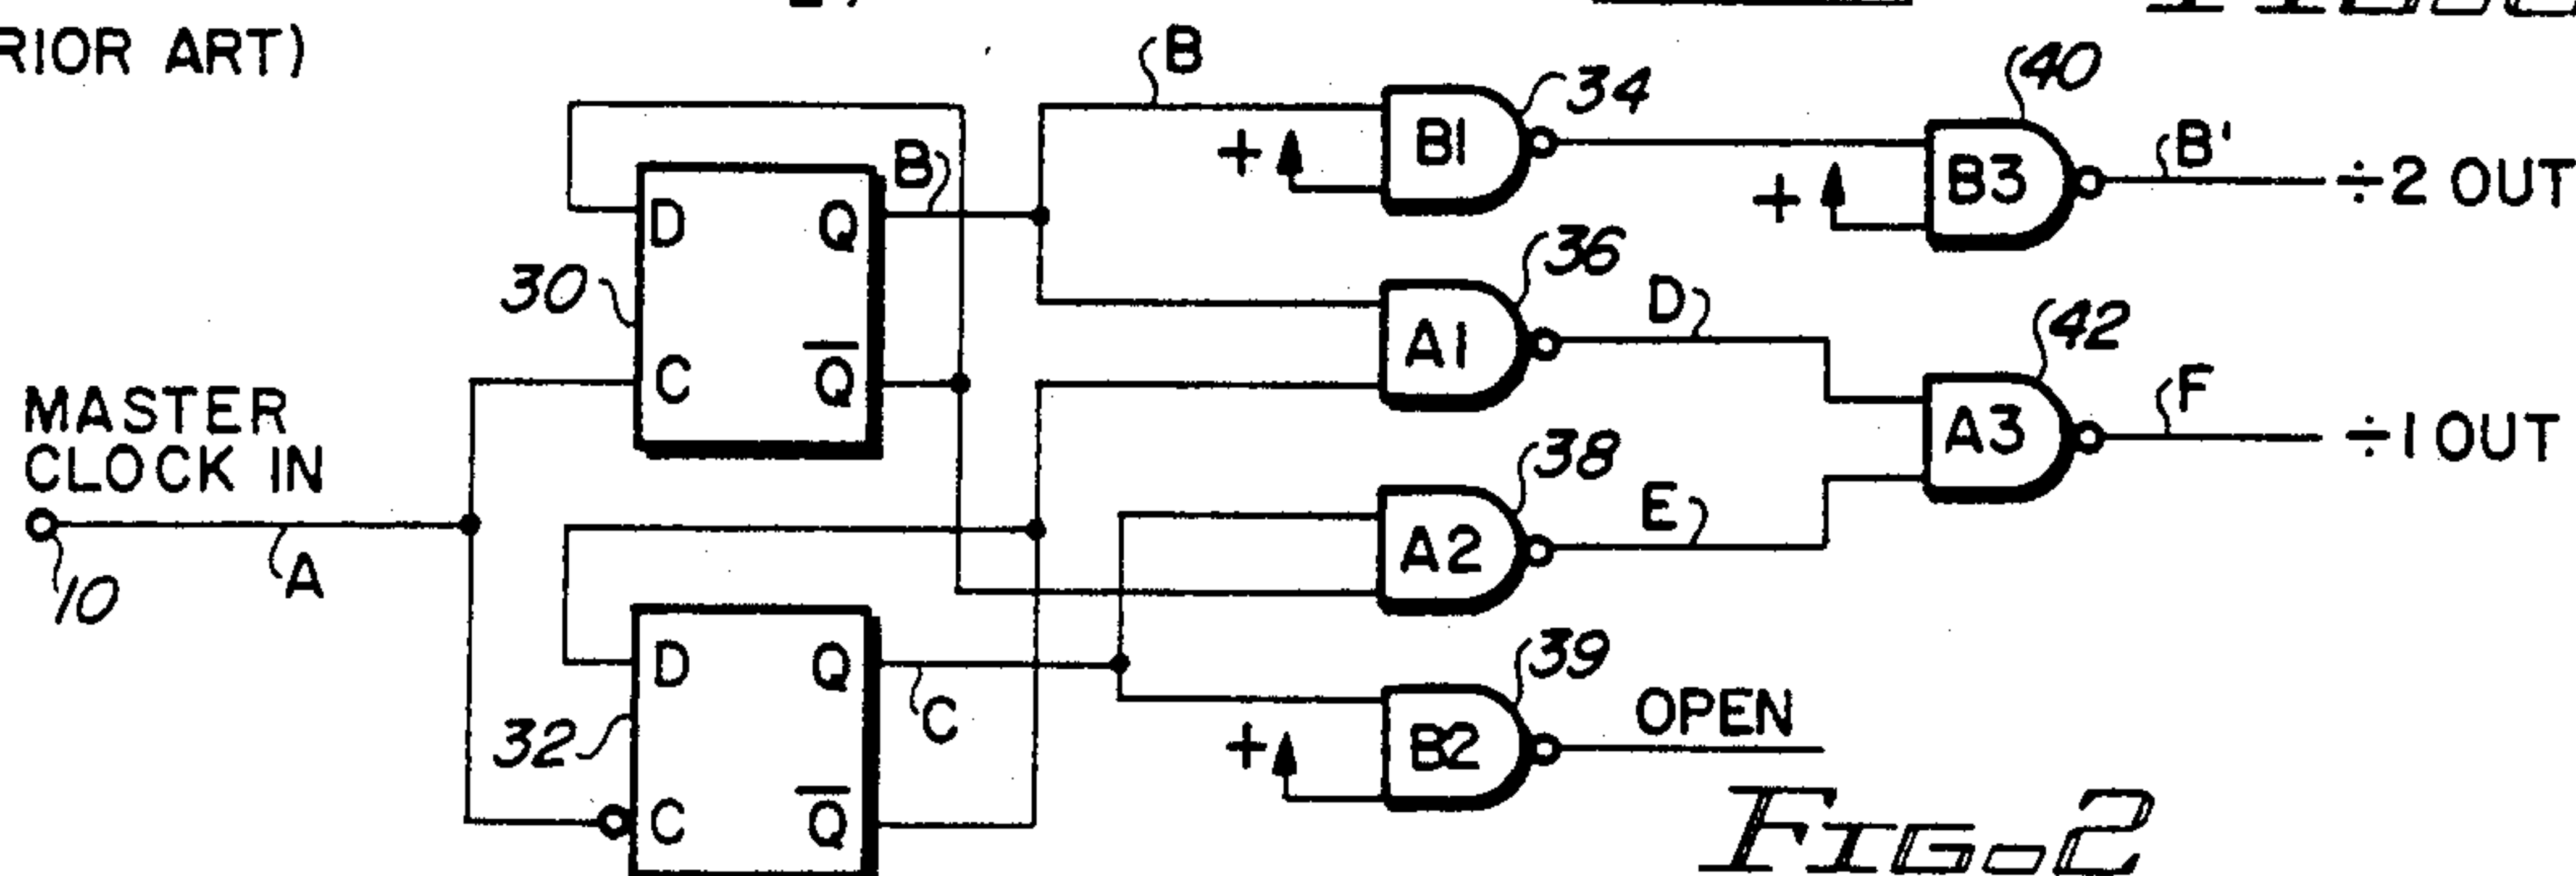 RIOR ART)
B
34
40
+
B1
B
+
B3
B'
÷2 OUT
D
Q
36
30
A1
D
42
C
Q̅
MASTER
CLOCK IN
F
38
A3
÷1 OUT
A
10
A2
E
D
Q
39
32
C
B2
OPEN
+
C
Q̅
FIG. 2